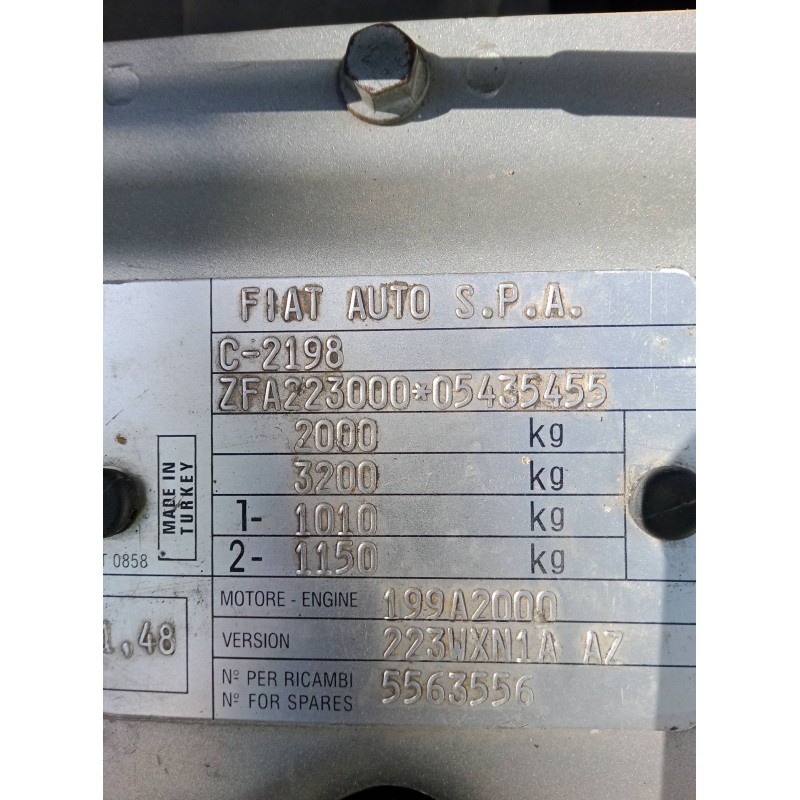 FIAT AUTO S.P.A.
C-2198
ZFA223000*05435455
2000 kg
3200 kg
1- 1010 kg
2- 1150 kg
MADE IN
TURKEY
T 0858
1,48
MOTORE - ENGINE 199A2000
VERSION 223WXN1A AZ
Nº PER RICAMBI
Nº FOR SPARES
5563556